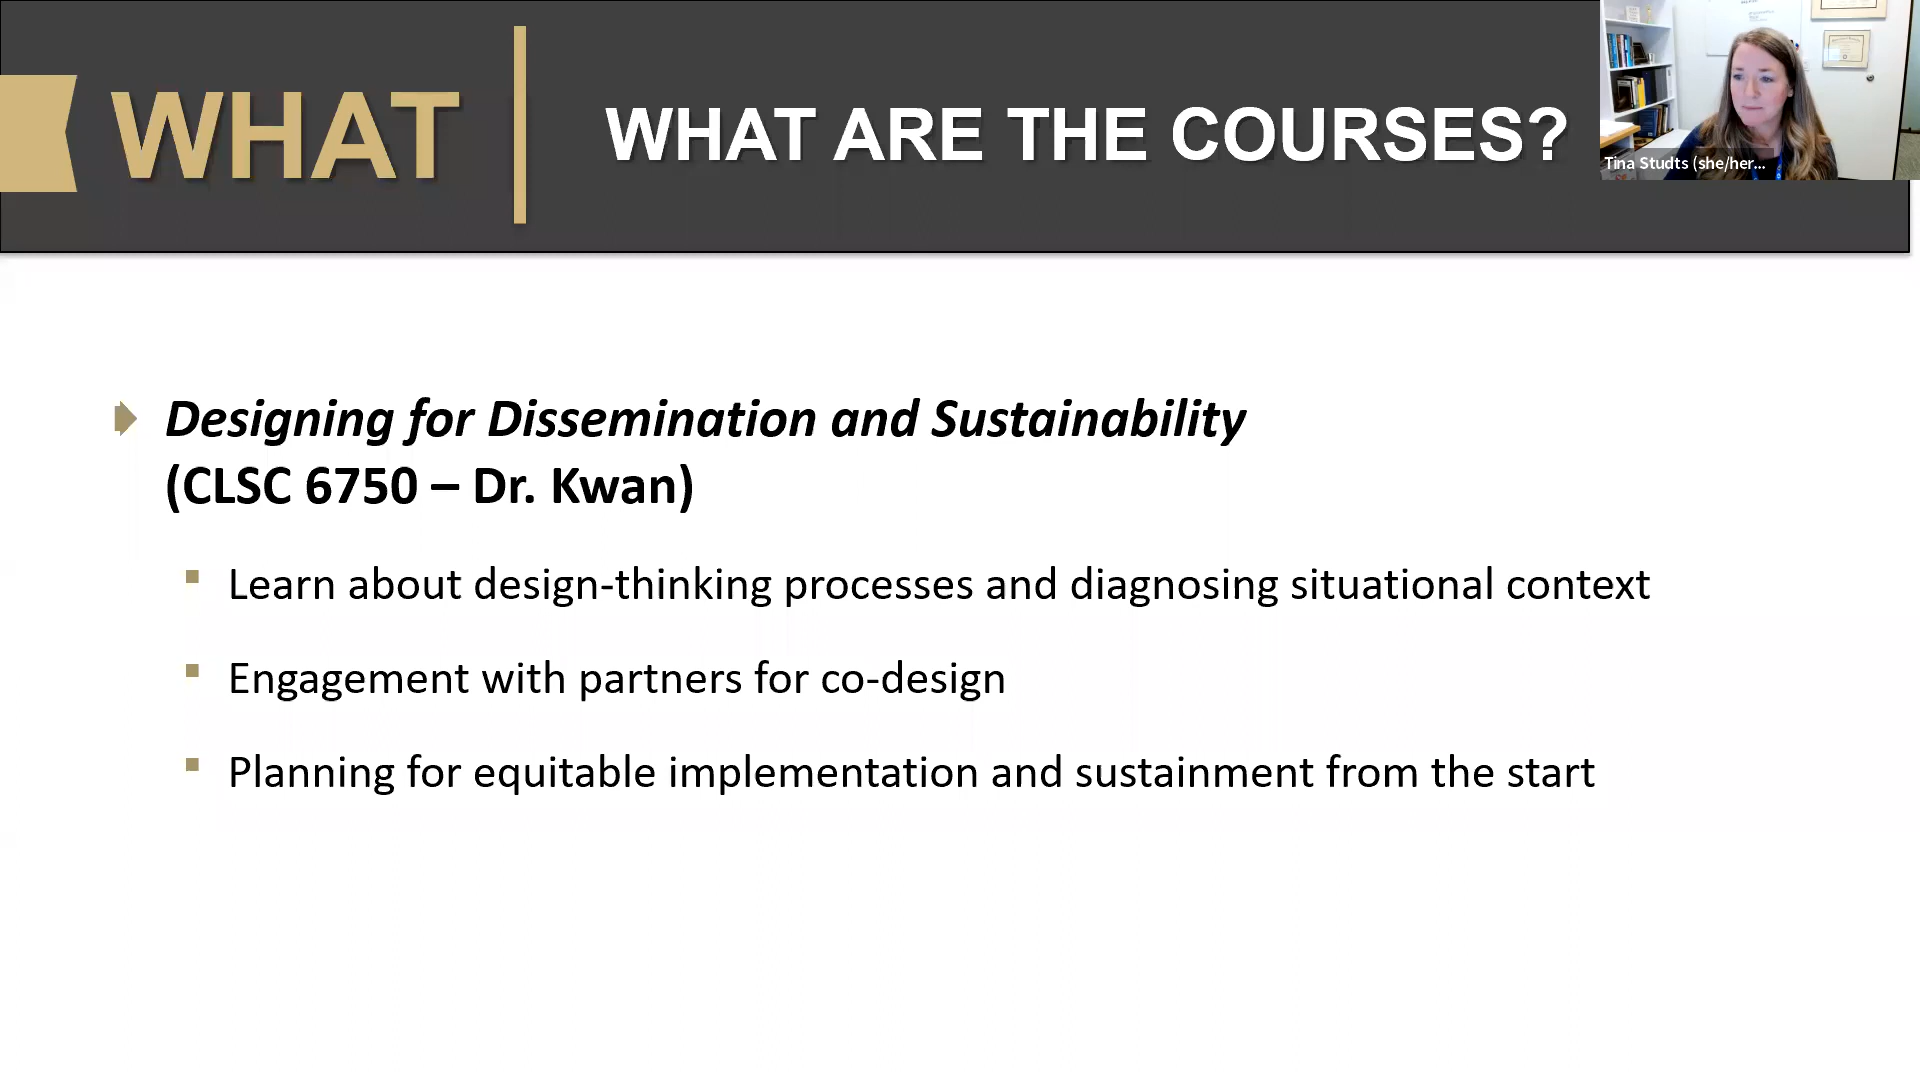 WHAT
WHAT ARE THE COURSES?
Tina Studts (she/her...
Designing for Dissemination and Sustainability
(CLSC 6750 – Dr. Kwan)
Learn about design-thinking processes and diagnosing situational context
Engagement with partners for co-design
Planning for equitable implementation and sustainment from the start